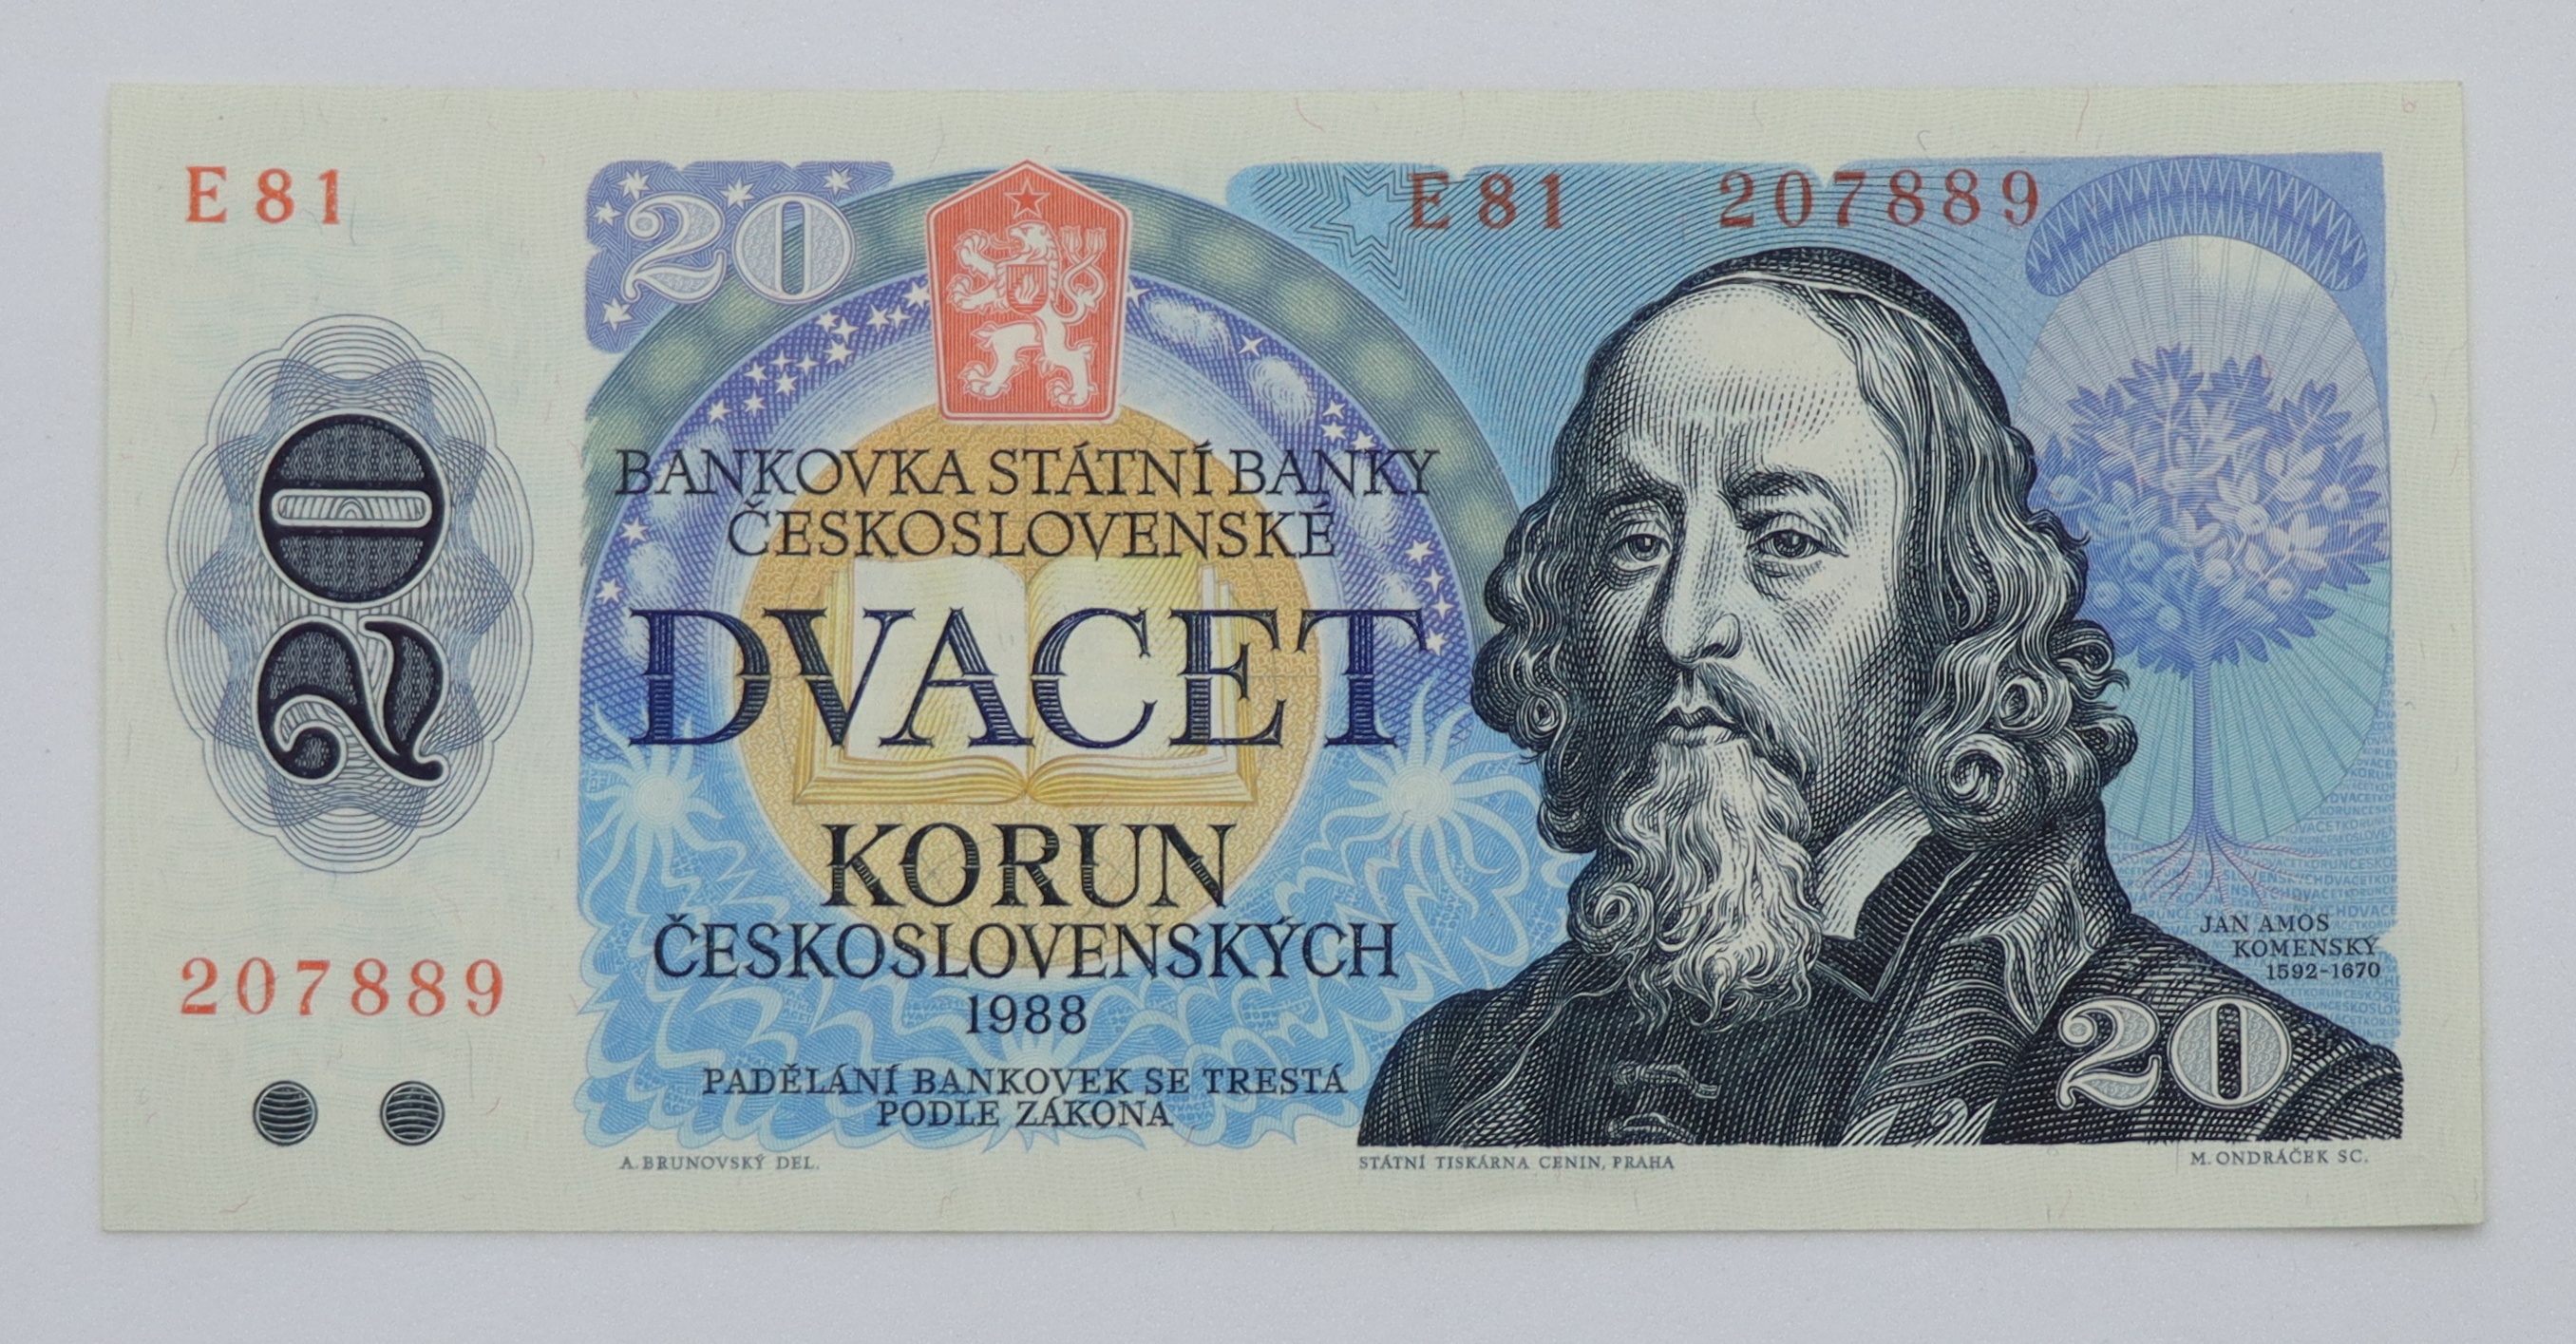 E 81
20
E 81 207889
20
BANKOVKA STÁTNÍ BANKY
ČESKOSLOVENSKÉ
DVACET
KORUN
ČESKOSLOVENSKÝCH
1988
PADĚLÁNÍ BANKOVEK SE TRESTÁ
PODLE ZÁKONA
207889
JAN AMOS
KOMENSKÝ
1592-1670
20
A. BRUNOVSKÝ DEL.
STÁTNÍ TISKÁRNA CENIN, PRAHA
M. ONDRÁČEK SC.